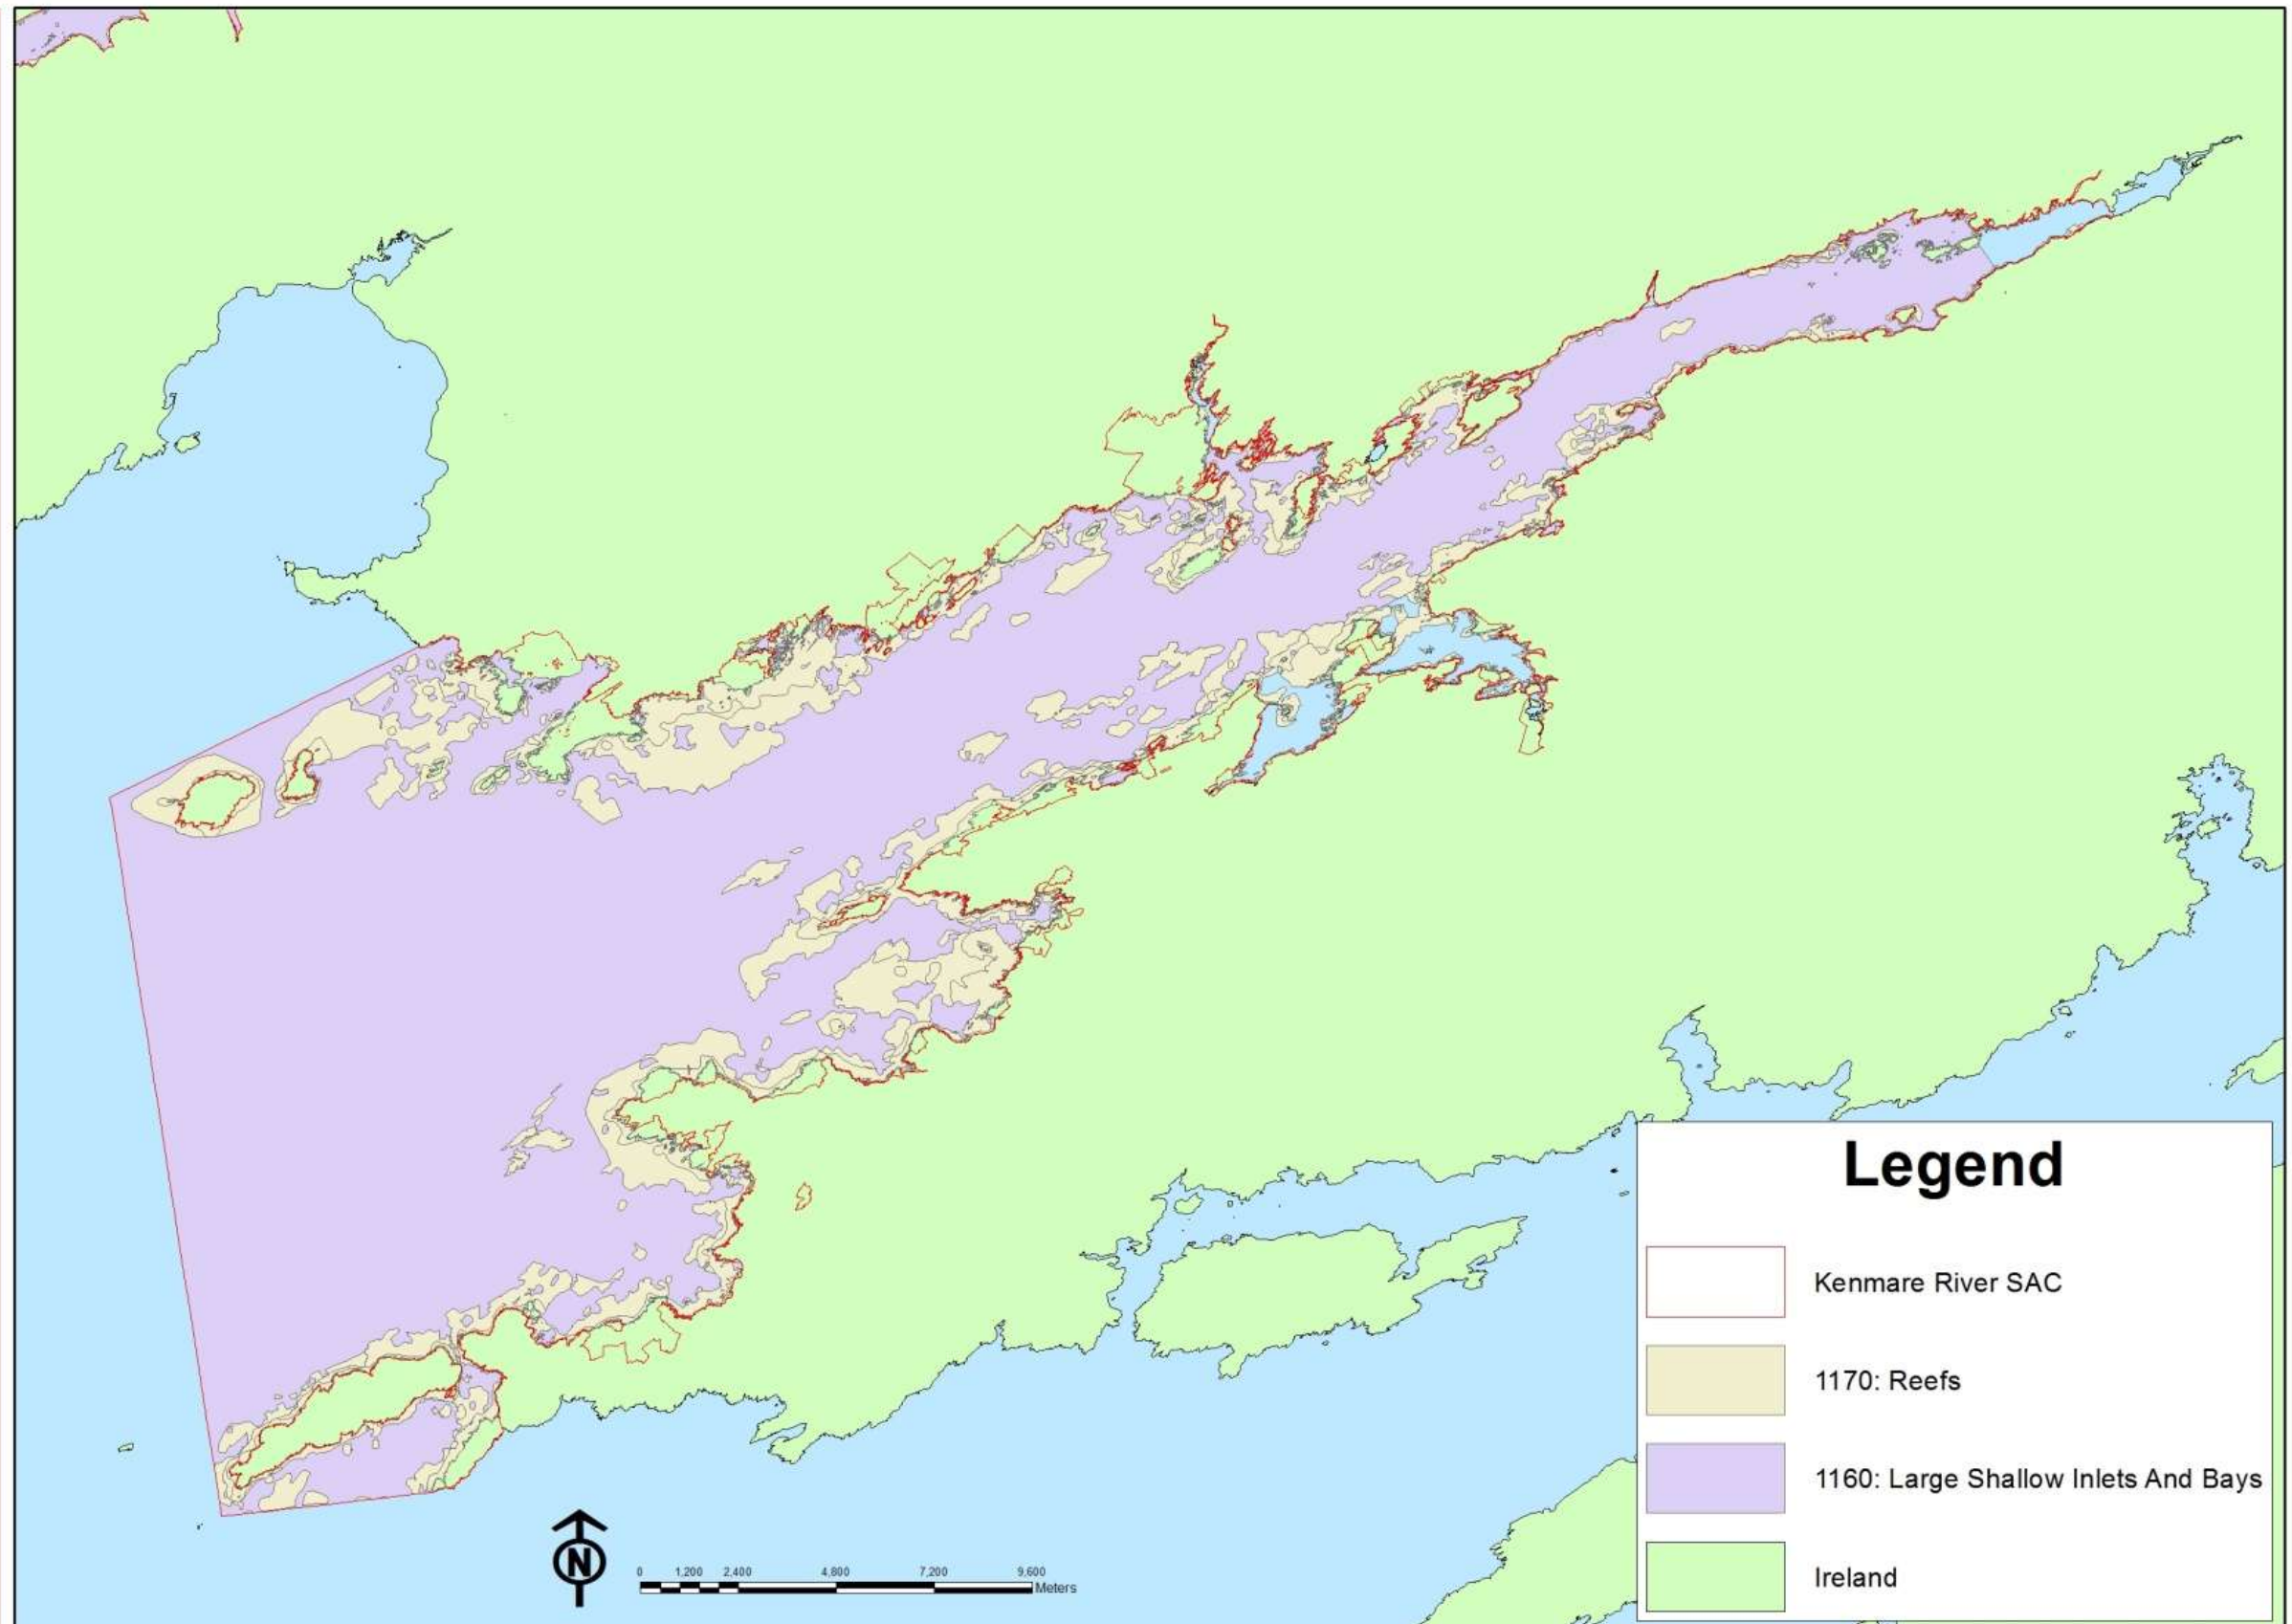 Legend
Kenmare River SAC
1170: Reefs
1160: Large Shallow Inlets And Bays
Ireland
N
0 1,200 2,400 4,800 7,200 9,600
Meters